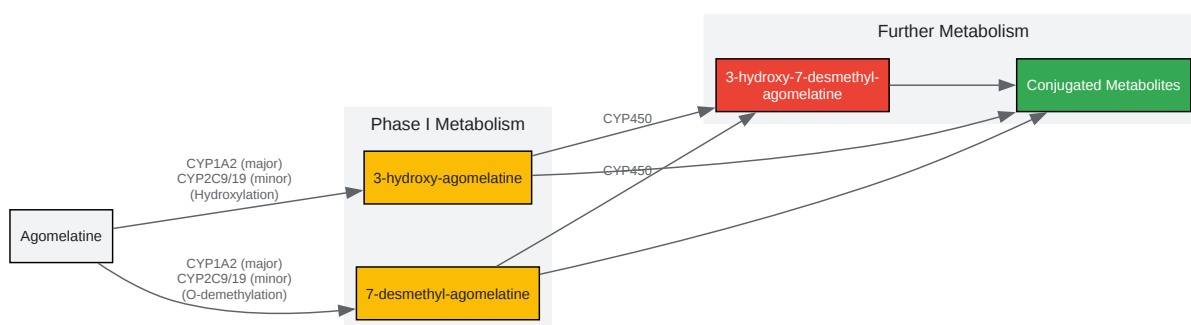 Further Metabolism
3-hydroxy-7-desmethyl-
agomelatine
Conjugated Metabolites
Phase I Metabolism
CYP450
CYP1A2 (major)
CYP2C9/19 (minor)
(Hydroxylation)
3-hydroxy-agomelatine
CYP450
Agomelatine
CYP1A2 (major)
CYP2C9/19 (minor)
(O-demethylation)
7-desmethyl-agomelatine